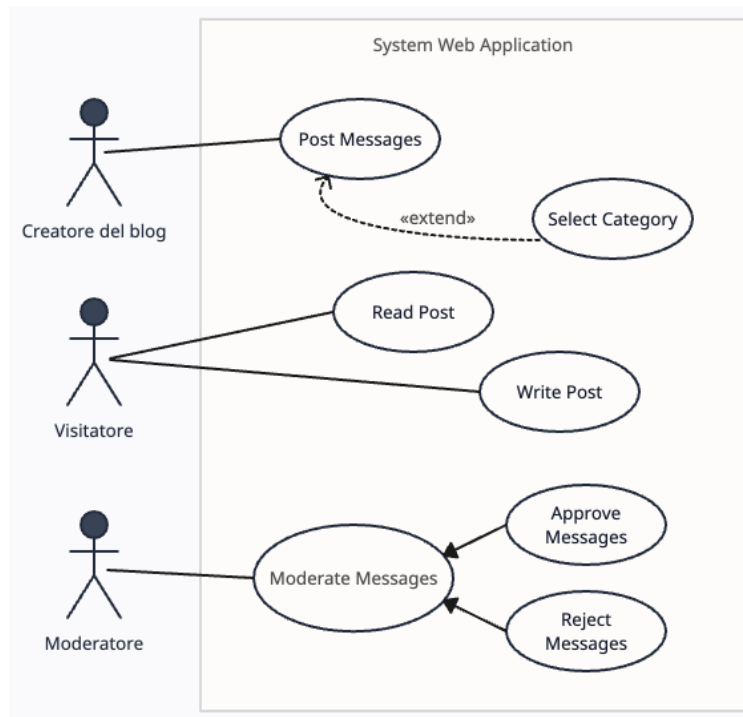 System Web Application
Post Messages
«extend»
Select Category
Creatore del blog
Read Post
Write Post
Visitatore
Approve
Messages
Moderate Messages
Reject
Messages
Moderatore